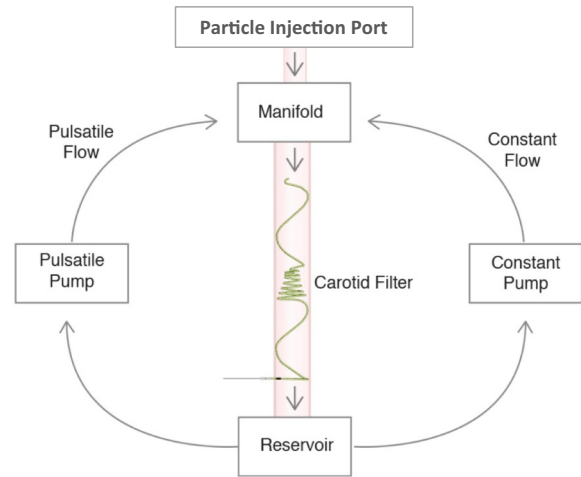 Particle Injection Port
Manifold
Pulsatile
Flow
Constant
Flow
Pulsatile
Pump
Carotid Filter
Constant
Pump
Reservoir